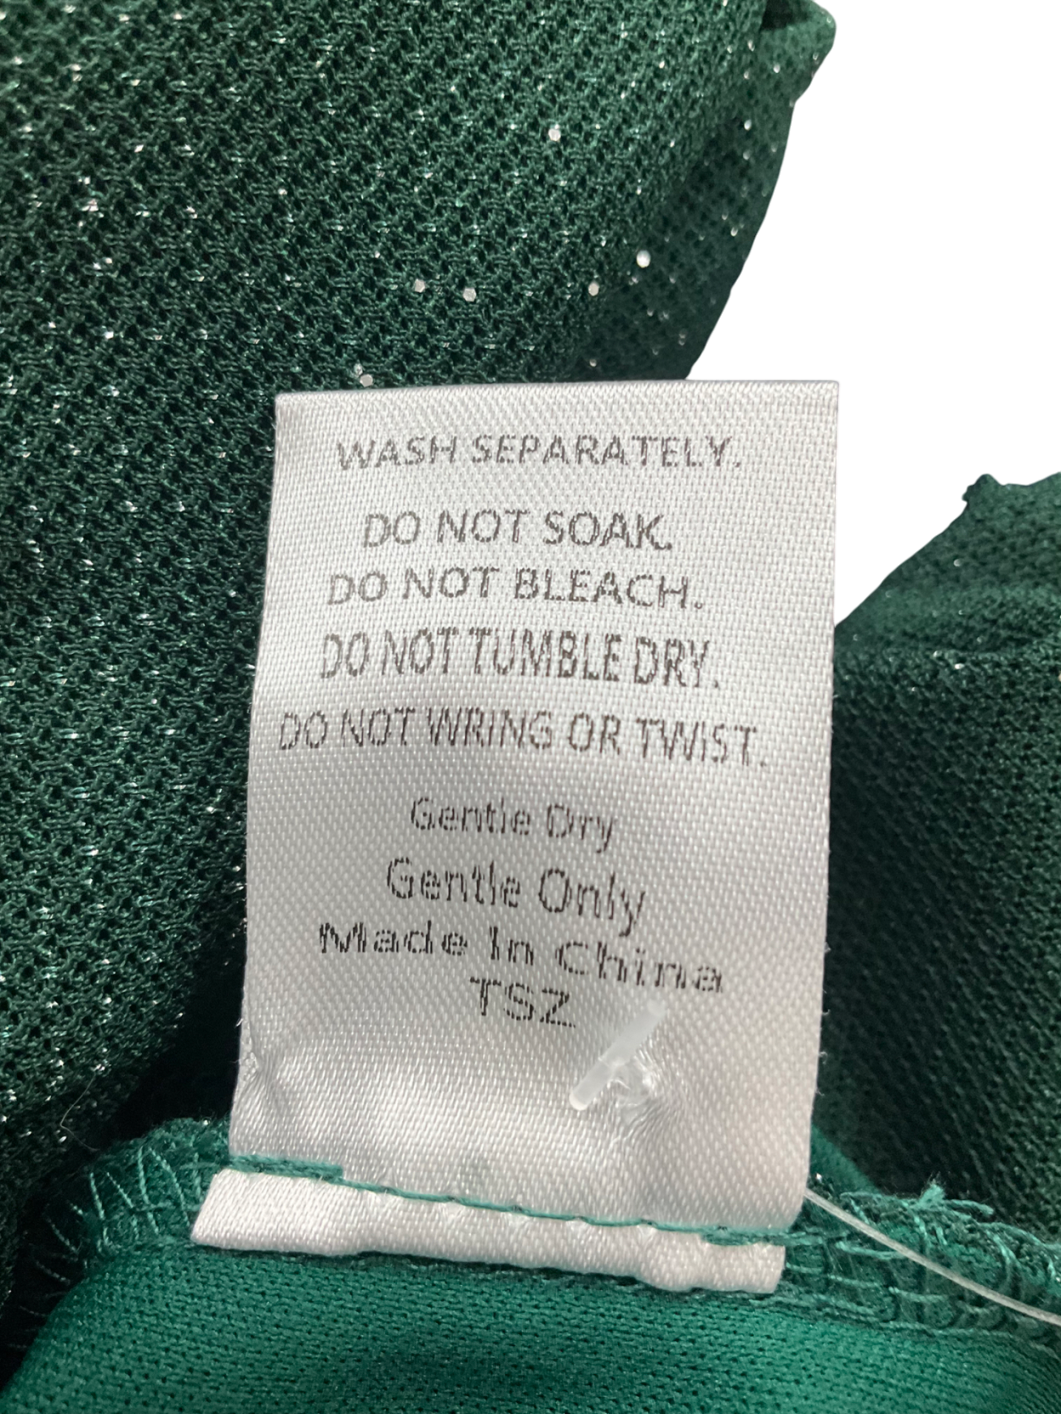 WASH SEPARATELY.
DO NOT SOAK.
DO NOT BLEACH.
DO NOT TUMBLE DRY.
DO NOT WRING OR TWIST.
Gentle Dry
Gentle Only
Made In China
TSZ